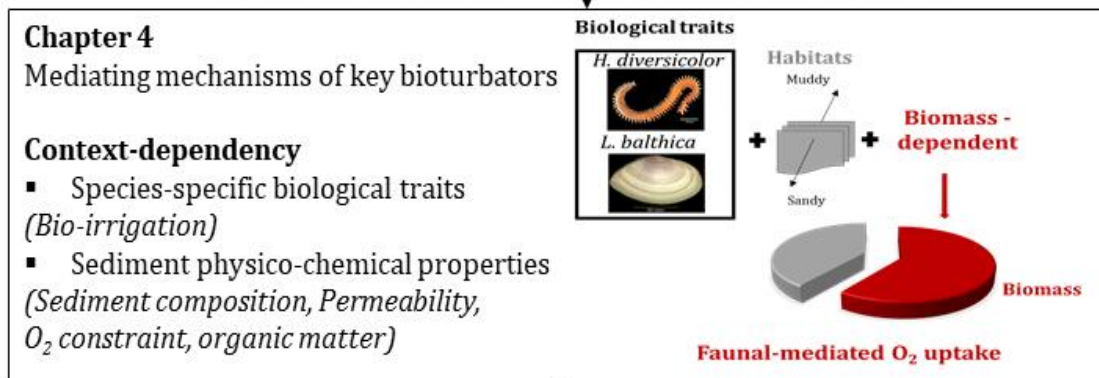 Chapter 4
Mediating mechanisms of key bioturbators
Context-dependency
▪ Species-specific biological traits
(Bio-irrigation)
▪ Sediment physico-chemical properties
(Sediment composition, Permeability,
O₂ constraint, organic matter)
Biological traits
H. diversicolor
L. balthica
+
Habitats
Muddy
Sandy
+
Biomass -
dependent
Biomass
Faunal-mediated O₂ uptake